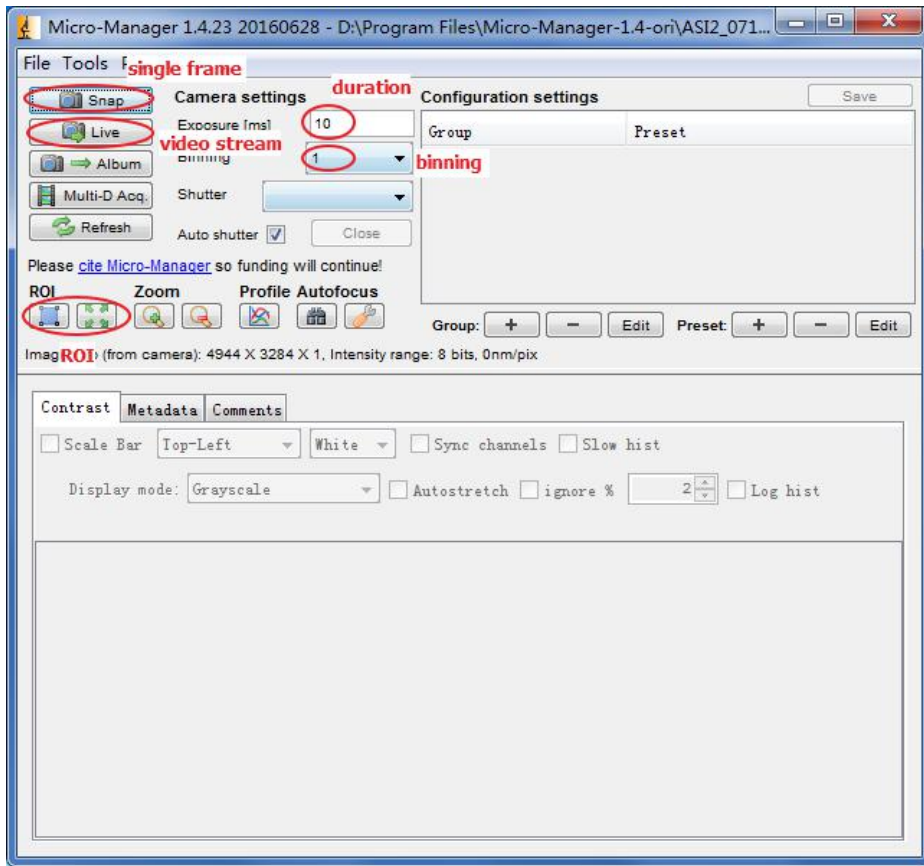 Micro-Manager 1.4.23 20160628 - D:\Program Files\Micro-Manager-1.4-ori\ASI2_071...
File Tools
single frame
Snap Camera settings duration Configuration settings Save
Live Exposure [ms] 10 Group Preset
video stream
Album Binning 1 binning
Multi-D Acq. Shutter
Refresh Auto shutter Close
Please cite Micro-Manager so funding will continue!
ROI Zoom Profile Autofocus
Group: + - Edit Preset: + - Edit
Imag ROI (from camera): 4944 X 3284 X 1, Intensity range: 8 bits, 0nm/pix
Contrast Metadata Comments
Scale Bar Top-Left White Sync channels Slow hist
Display mode: Grayscale Autostretch ignore % 2 Log hist